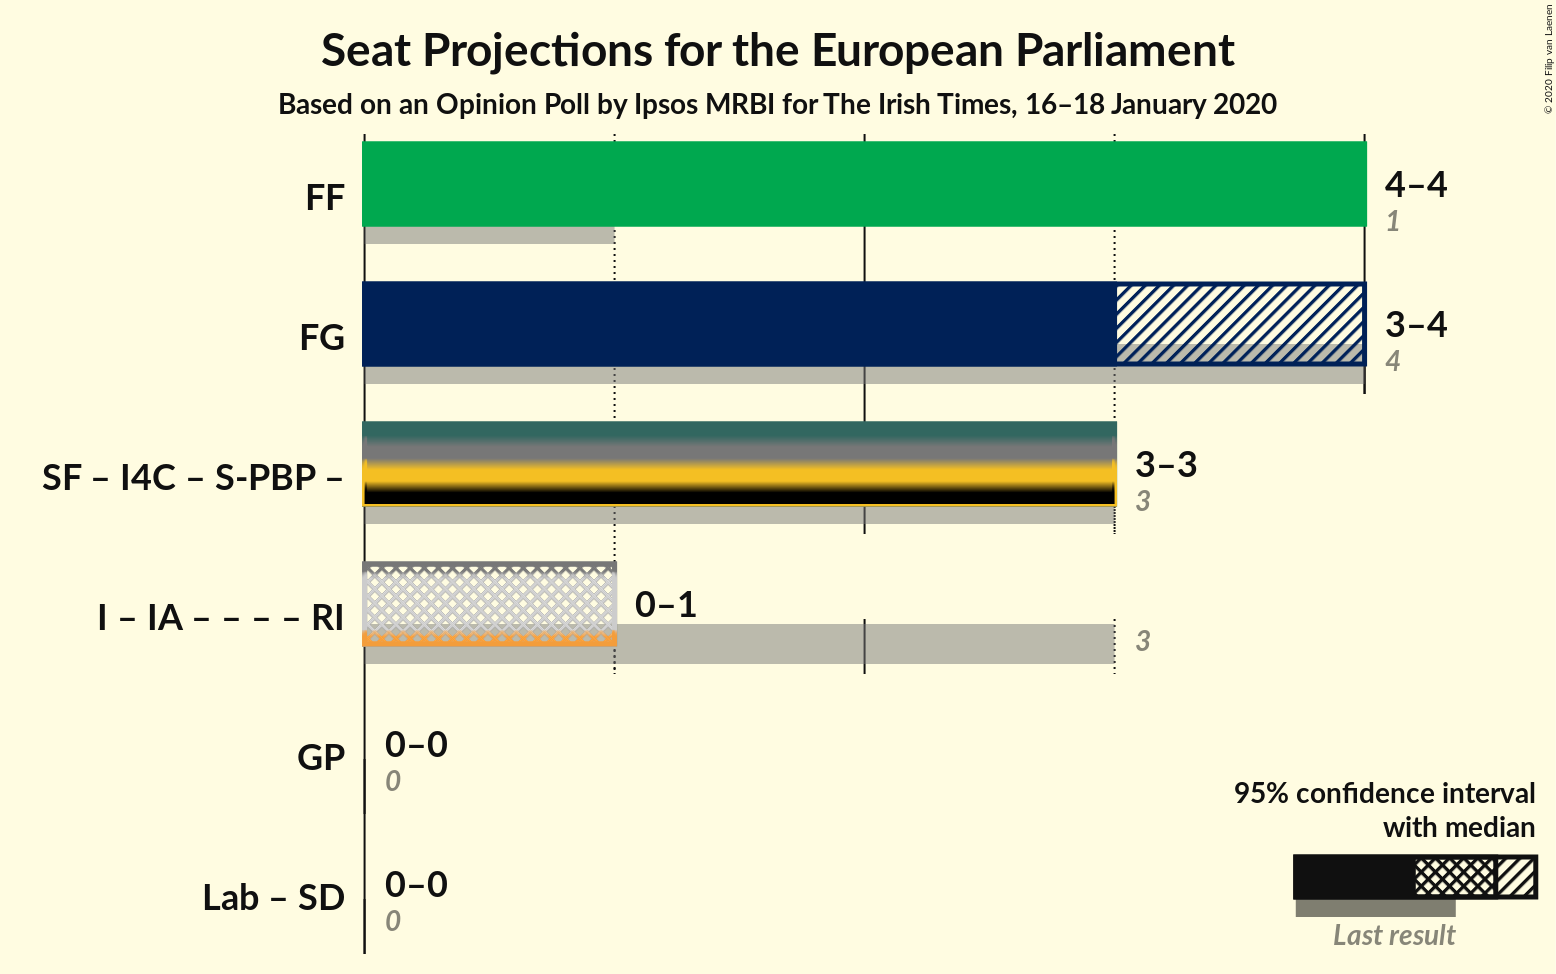 Seat Projections for the European Parliament
Based on an Opinion Poll by Ipsos MRBI for The Irish Times, 16–18 January 2020
© 2020 Filip van Laenen
FF
4–4
1
FG
3–4
4
SF – I4C – S-PBP –
3–3
3
I – IA – – – – RI
0–1
3
GP
0–0
0
Lab – SD
0–0
0
95% confidence interval
with median
Last result